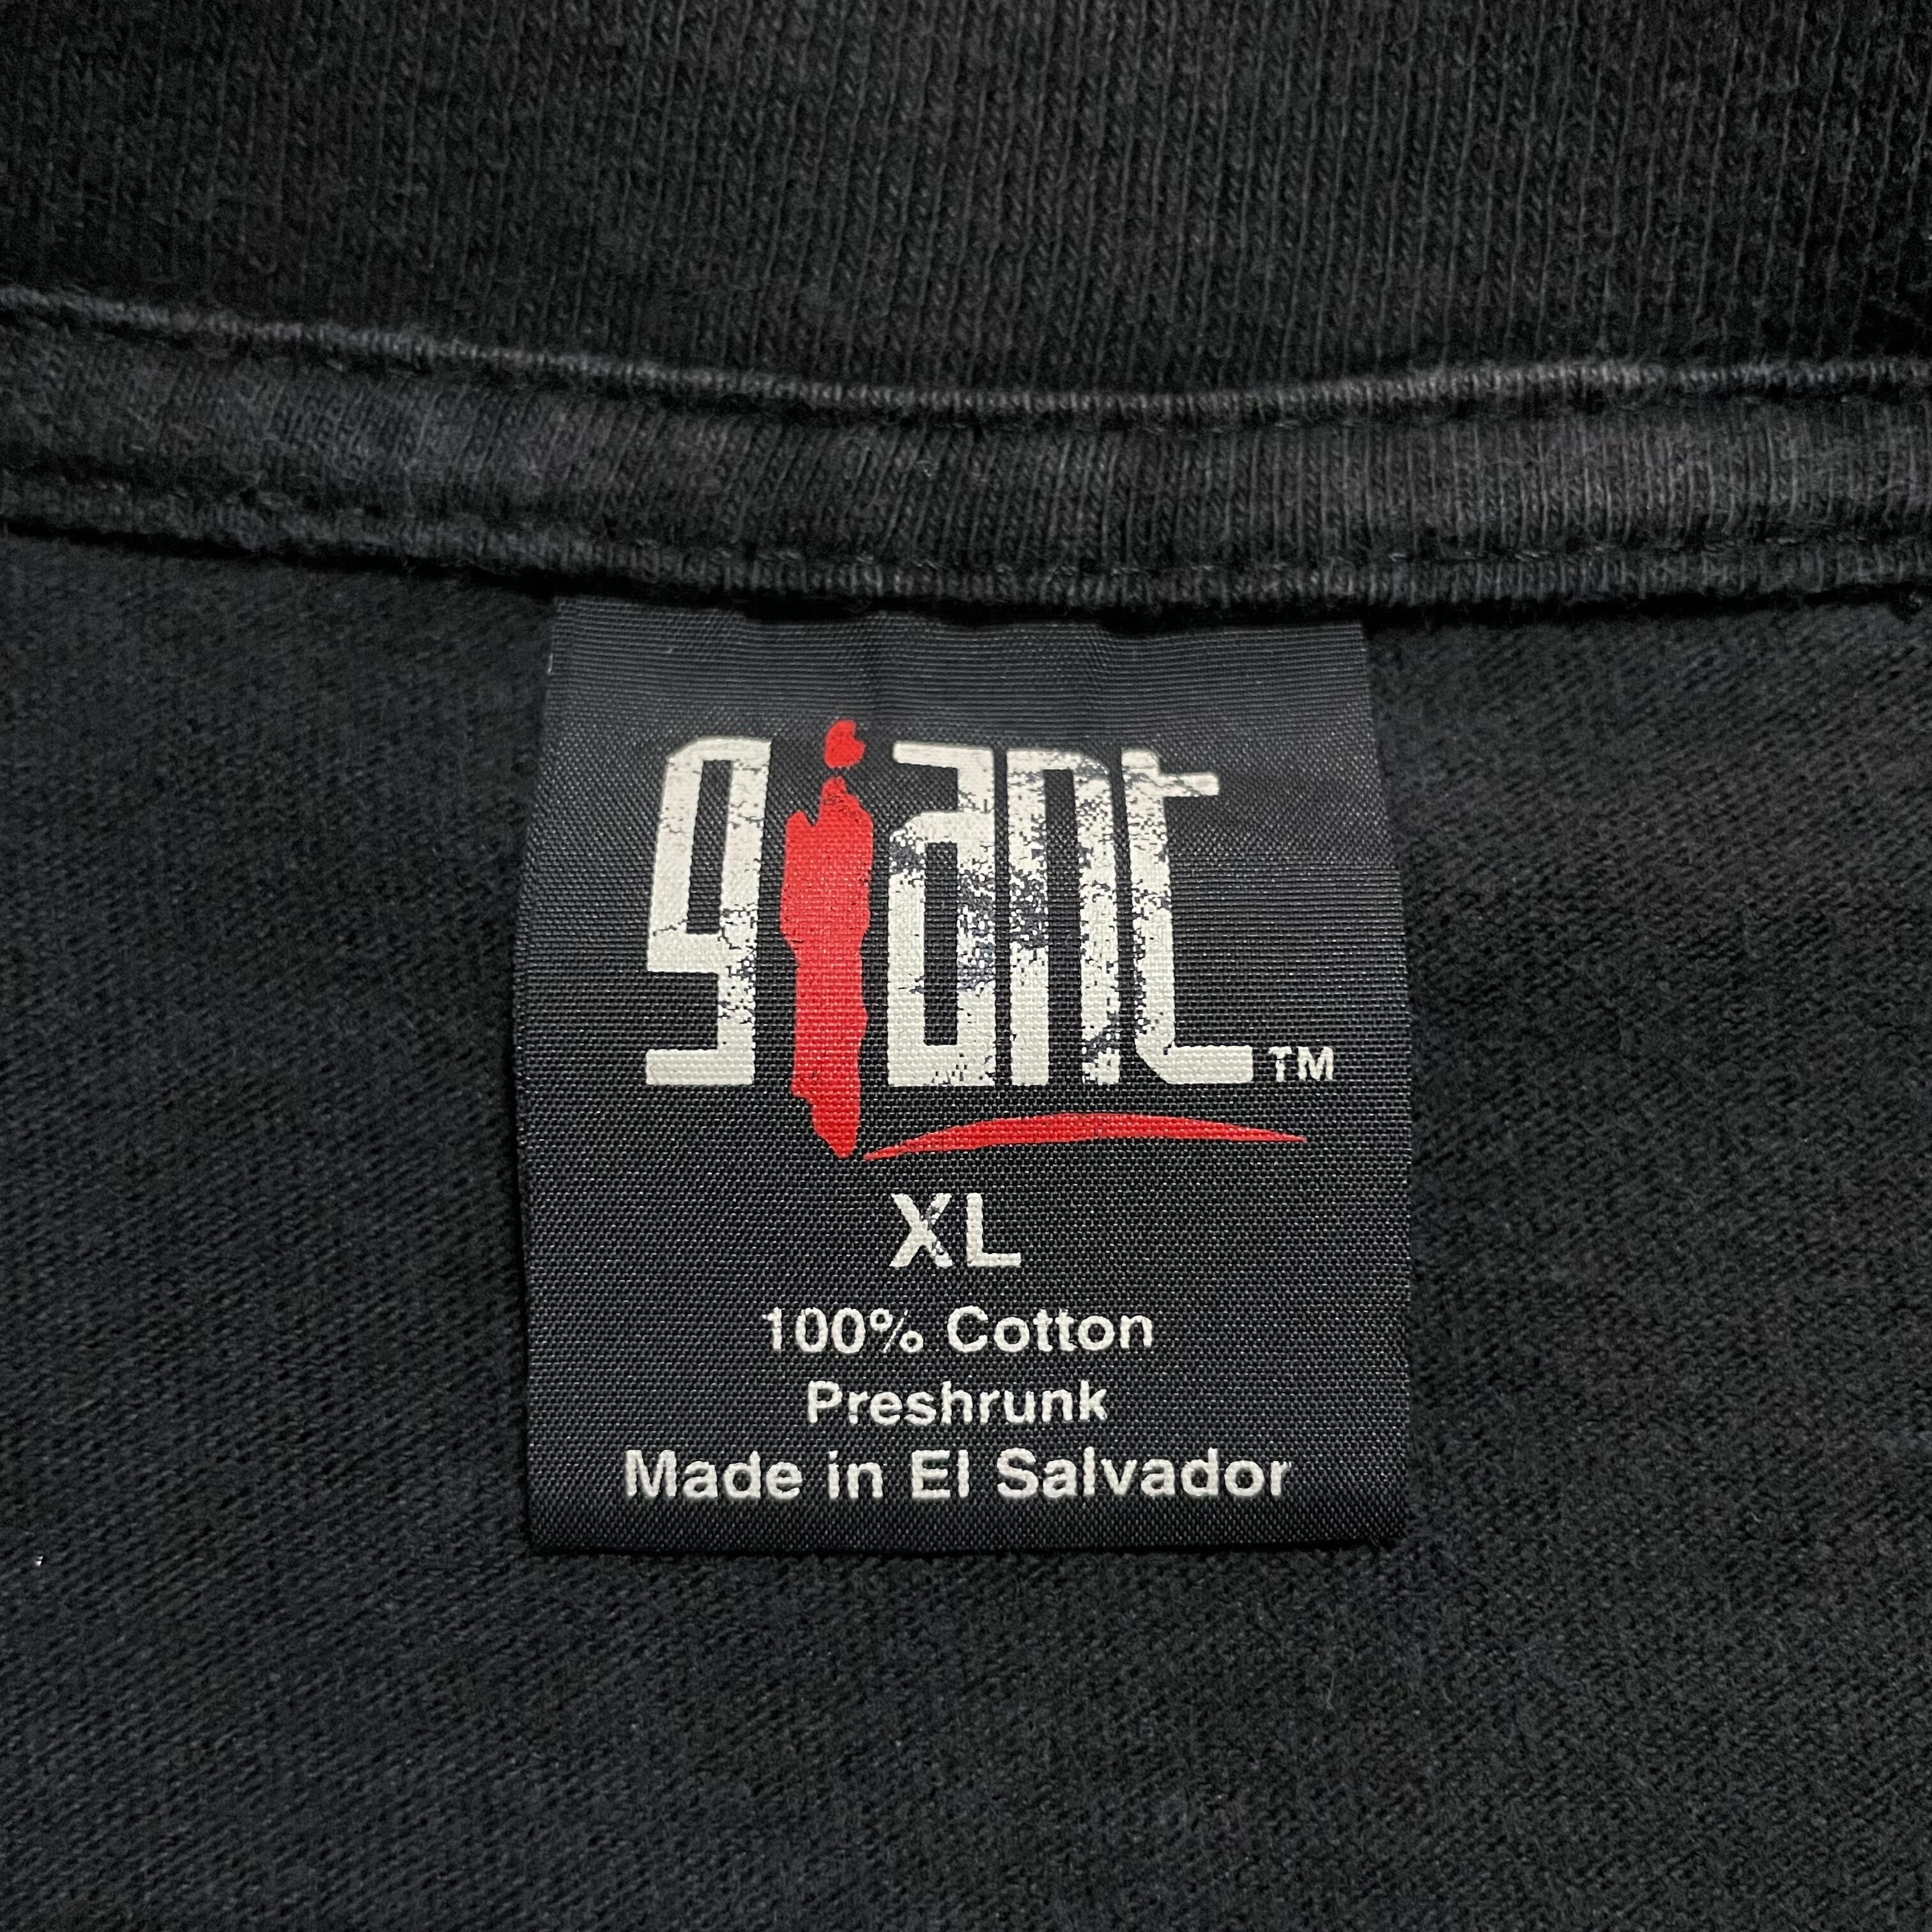 giant™
XL
100% Cotton
Preshrunk
Made in El Salvador